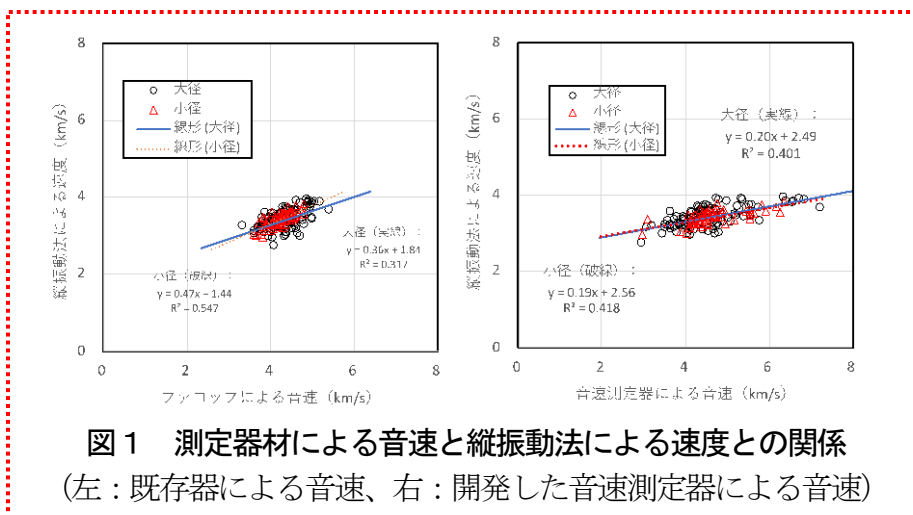 8
6
4
2
0
縦振動法による速度（km/s）
大径
小径
線形 (大径)
線形 (小径)
大径（実線）：
y = 0.36x + 1.84
R² = 0.317
小径（破線）：
y = 0.47x – 1.44
R² = 0.547
0 2 4 6 8
ファコップによる音速（km/s）
8
6
4
2
0
縦振動法による速度（km/s）
大径
小径
線形 (大径)
線形 (小径)
大径（実線）：
y = 0.20x + 2.49
R² = 0.401
小径（破線）：
y = 0.19x + 2.56
R² = 0.418
0 2 4 6 8
音速測定器による音速（km/s）
図１　測定器材による音速と縦振動法による速度との関係
（左：既存器による音速、右：開発した音速測定器による音速）